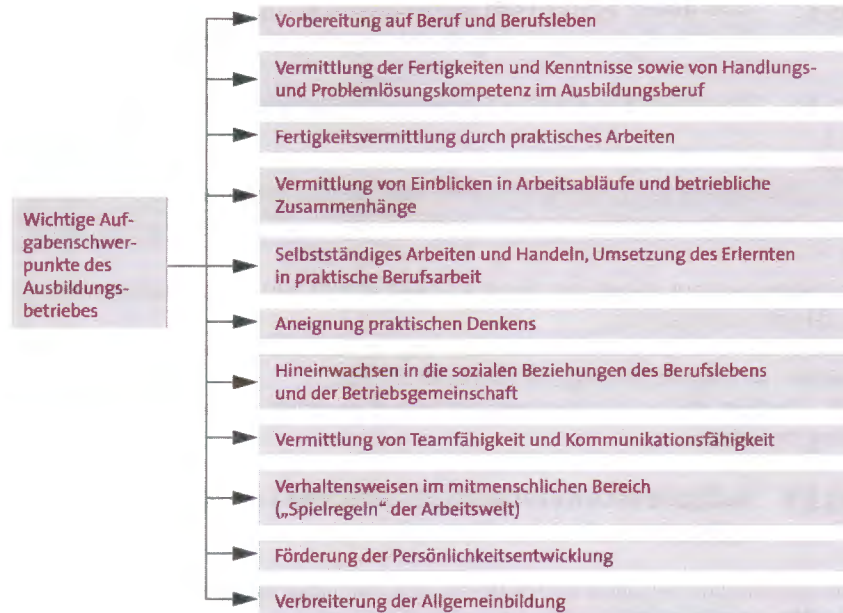 Vorbereitung auf Beruf und Berufsleben
Vermittlung der Fertigkeiten und Kenntnisse sowie von Handlungs-
und Problemlösungskompetenz im Ausbildungsberuf
Fertigkeitsvermittlung durch praktisches Arbeiten
Vermittlung von Einblicken in Arbeitsabläufe und betriebliche
Zusammenhänge
Wichtige Auf-
gabenschwer-
punkte des
Ausbildungs-
betriebes
Selbstständiges Arbeiten und Handeln, Umsetzung des Erlernten
in praktische Berufsarbeit
Aneignung praktischen Denkens
Hineinwachsen in die sozialen Beziehungen des Berufslebens
und der Betriebsgemeinschaft
Vermittlung von Teamfähigkeit und Kommunikationsfähigkeit
Verhaltensweisen im mitmenschlichen Bereich
(„Spielregeln“ der Arbeitswelt)
Förderung der Persönlichkeitsentwicklung
Verbreiterung der Allgemeinbildung